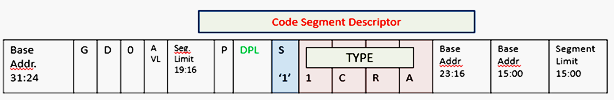 Code Segment Descriptor
Base
Addr.
31:24
G
D
0
A
VL
Seg.
Limit
19:16
P
DPL
S
'1'
TYPE
1
C
R
A
Base
Addr
23:16
Base
Addr
15:00
Segment
Limit
15:00